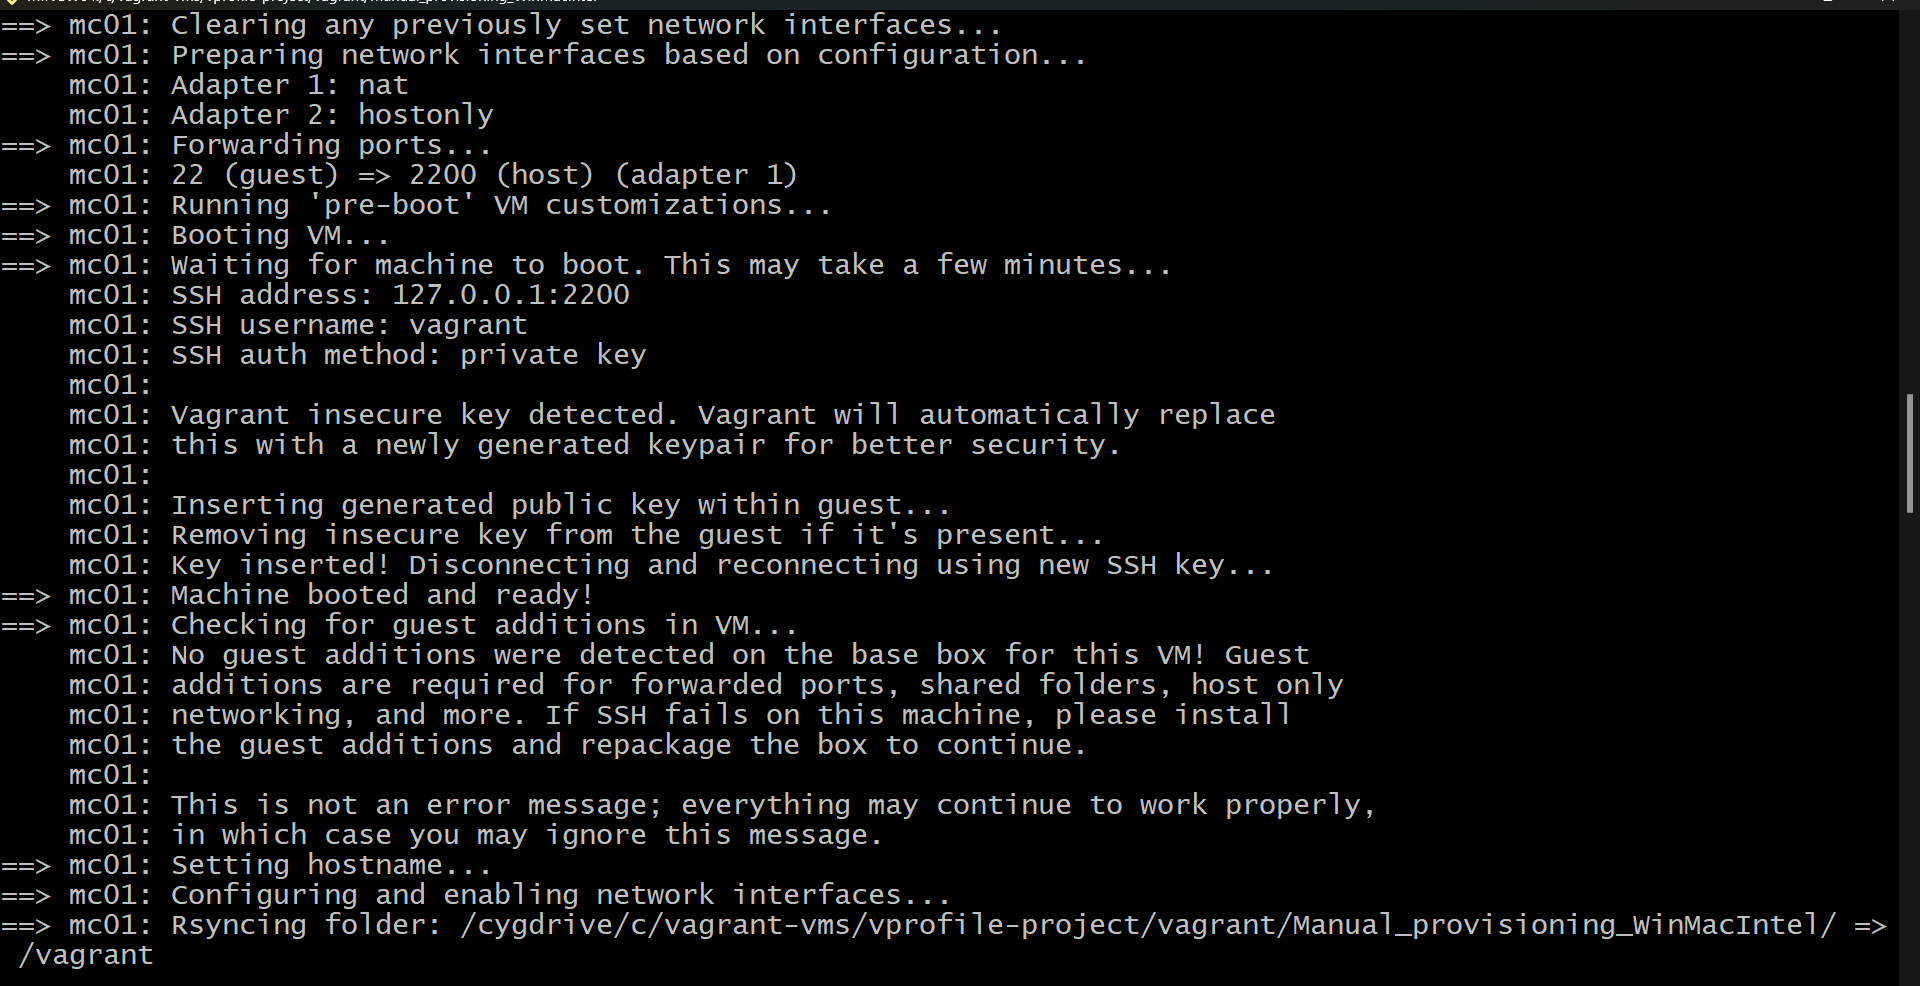 ==> mc01: Clearing any previously set network interfaces...
==> mc01: Preparing network interfaces based on configuration...
    mc01: Adapter 1: nat
    mc01: Adapter 2: hostonly
==> mc01: Forwarding ports...
    mc01: 22 (guest) => 2200 (host) (adapter 1)
==> mc01: Running 'pre-boot' VM customizations...
==> mc01: Booting VM...
==> mc01: Waiting for machine to boot. This may take a few minutes...
    mc01: SSH address: 127.0.0.1:2200
    mc01: SSH username: vagrant
    mc01: SSH auth method: private key
    mc01:
    mc01: Vagrant insecure key detected. Vagrant will automatically replace
    mc01: this with a newly generated keypair for better security.
    mc01:
    mc01: Inserting generated public key within guest...
    mc01: Removing insecure key from the guest if it's present...
    mc01: Key inserted! Disconnecting and reconnecting using new SSH key...
==> mc01: Machine booted and ready!
==> mc01: Checking for guest additions in VM...
    mc01: No guest additions were detected on the base box for this VM! Guest
    mc01: additions are required for forwarded ports, shared folders, host only
    mc01: networking, and more. If SSH fails on this machine, please install
    mc01: the guest additions and repackage the box to continue.
    mc01:
    mc01: This is not an error message; everything may continue to work properly,
    mc01: in which case you may ignore this message.
==> mc01: Setting hostname...
==> mc01: Configuring and enabling network interfaces...
==> mc01: Rsyncing folder: /cygdrive/c/vagrant-vms/vprofile-project/vagrant/Manual_provisioning_WinMacIntel/ =>
 /vagrant